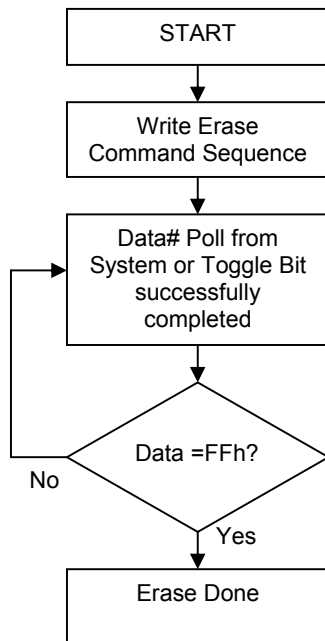 START
Write Erase
Command Sequence
Data# Poll from
System or Toggle Bit
successfully
completed
Data =FFh?
No
Yes
Erase Done